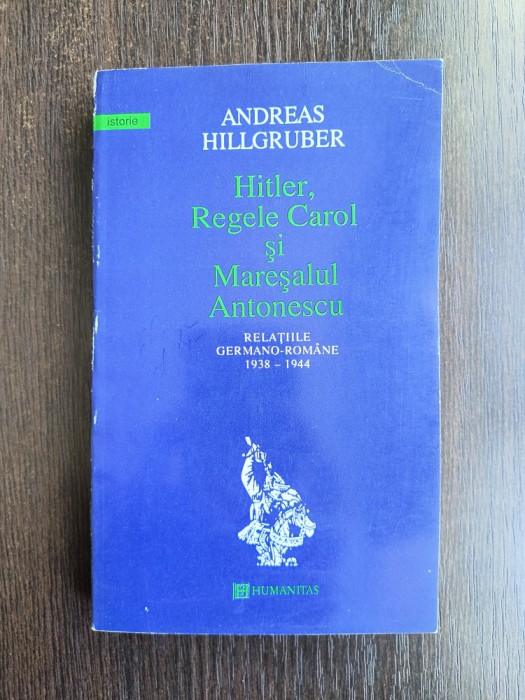 istorie
ANDREAS
HILLGRUBER
Hitler,
Regele Carol
şi
Mareşalul
Antonescu
RELAŢIILE
GERMANO-ROMÂNE
1938 – 1944
HUMANITAS